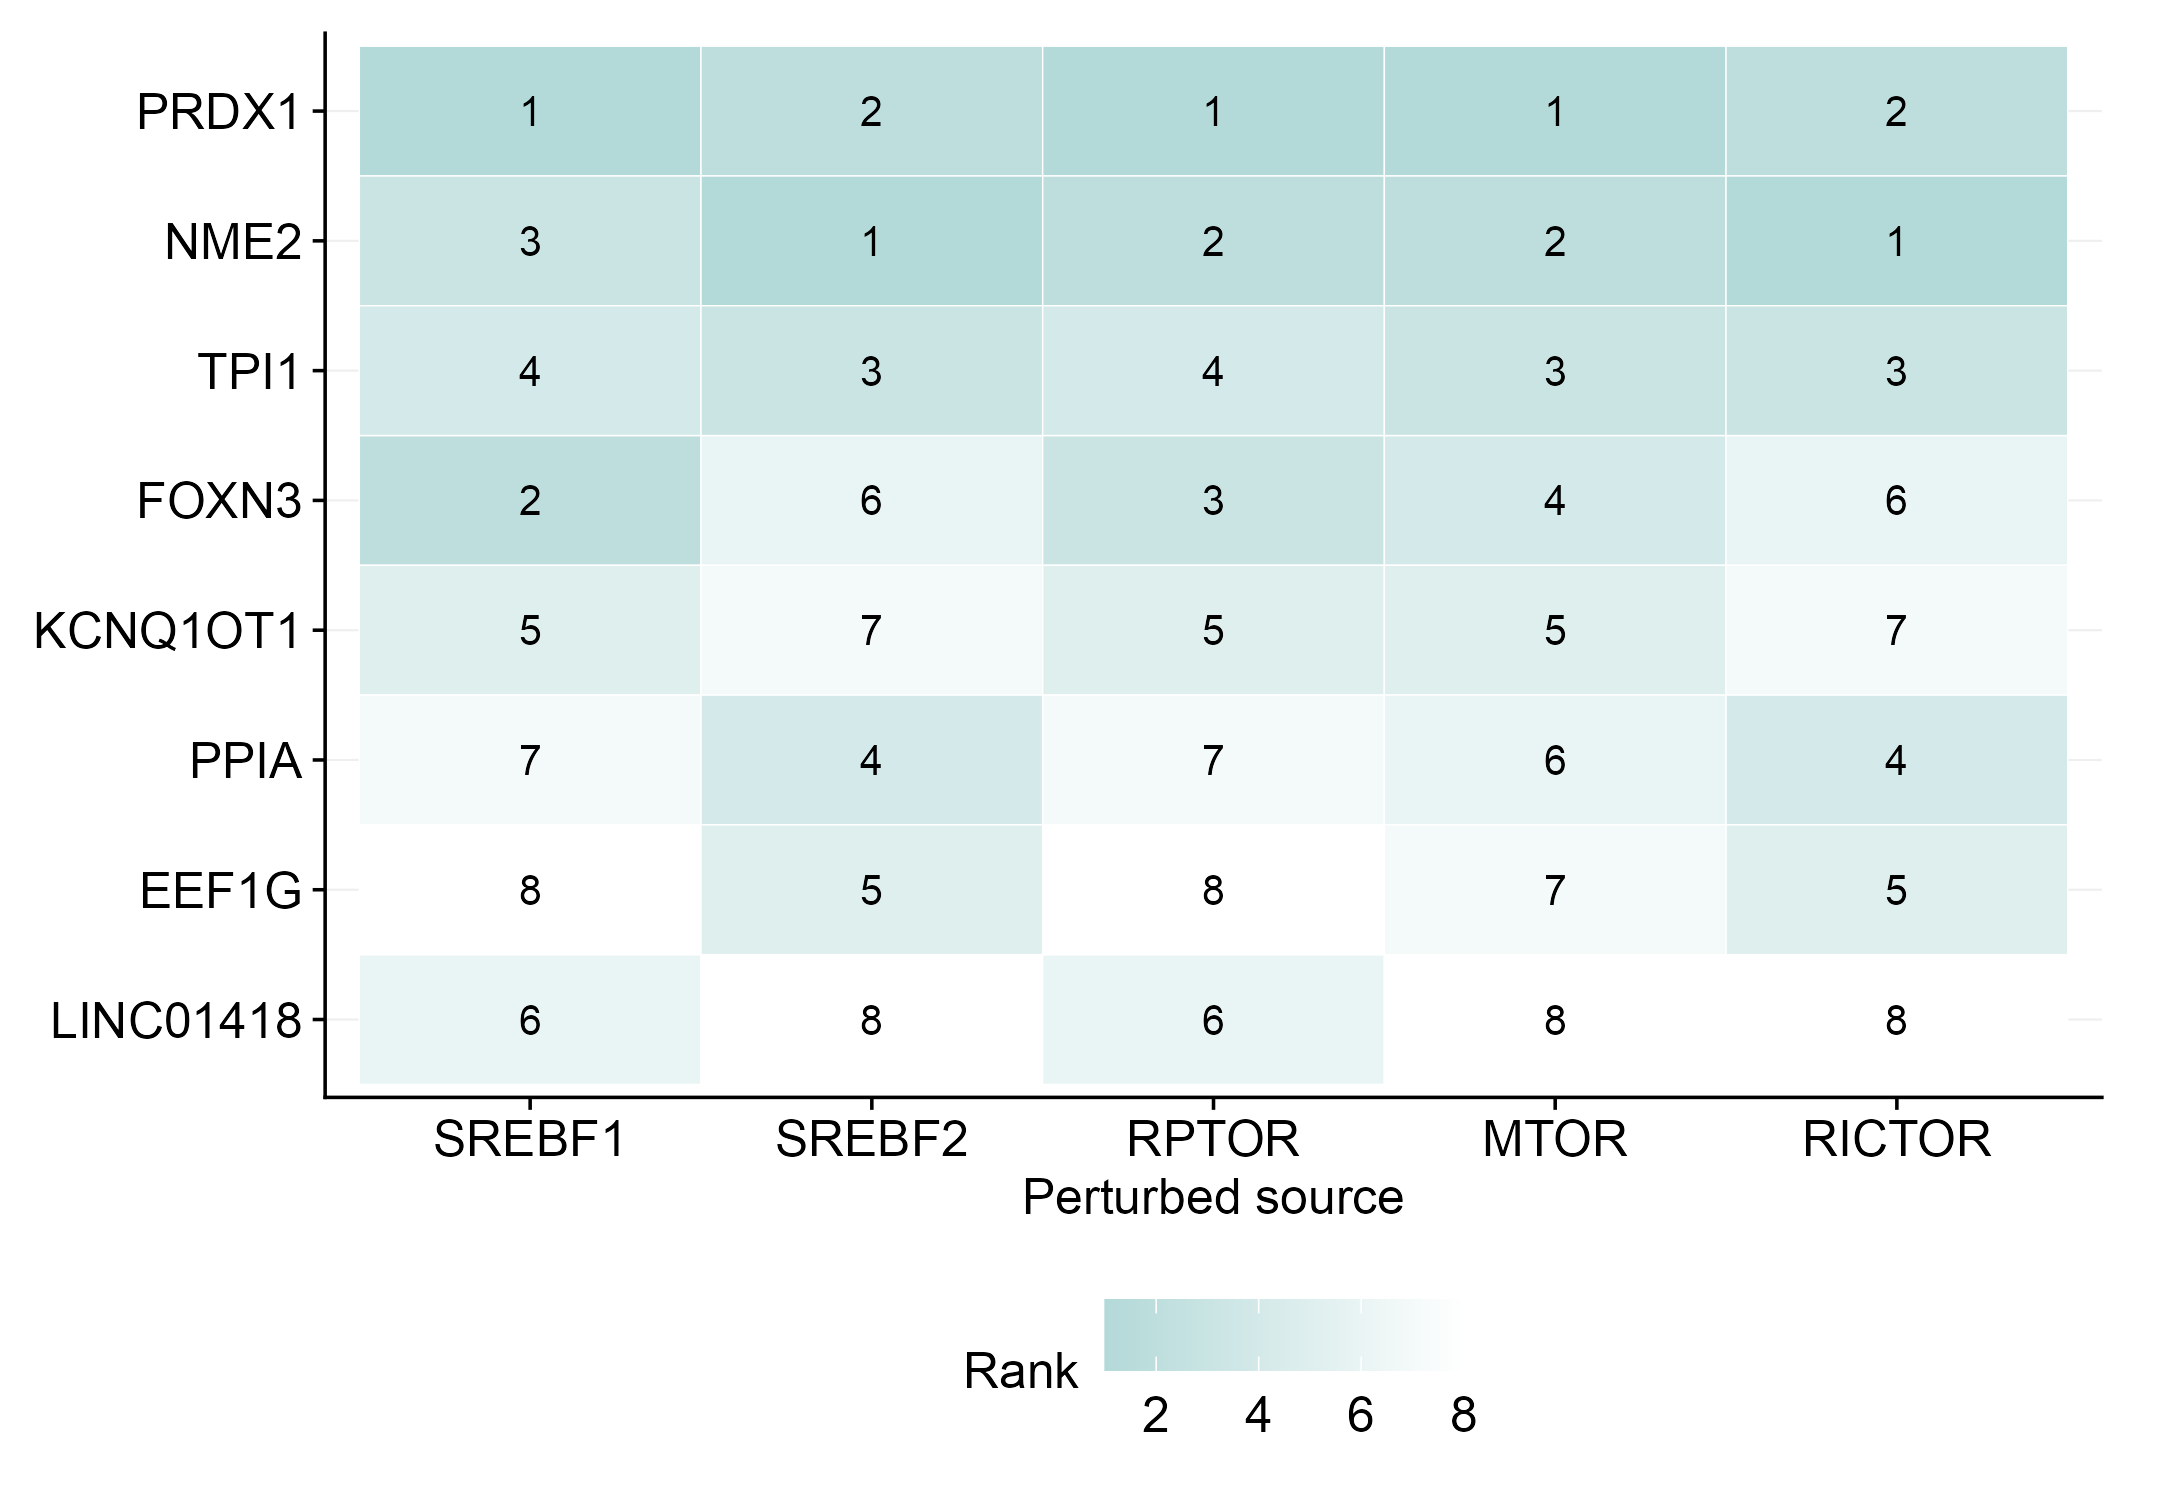 PRDX1 1 2 1 1 2
NME2 3 1 2 2 1
TPI1 4 3 4 3 3
FOXN3 2 6 3 4 6
KCNQ1OT1 5 7 5 5 7
PPIA 7 4 7 6 4
EEF1G 8 5 8 7 5
LINC01418 6 8 6 8 8
SREBF1 SREBF2 RPTOR MTOR RICTOR
Perturbed source
Rank
2 4 6 8